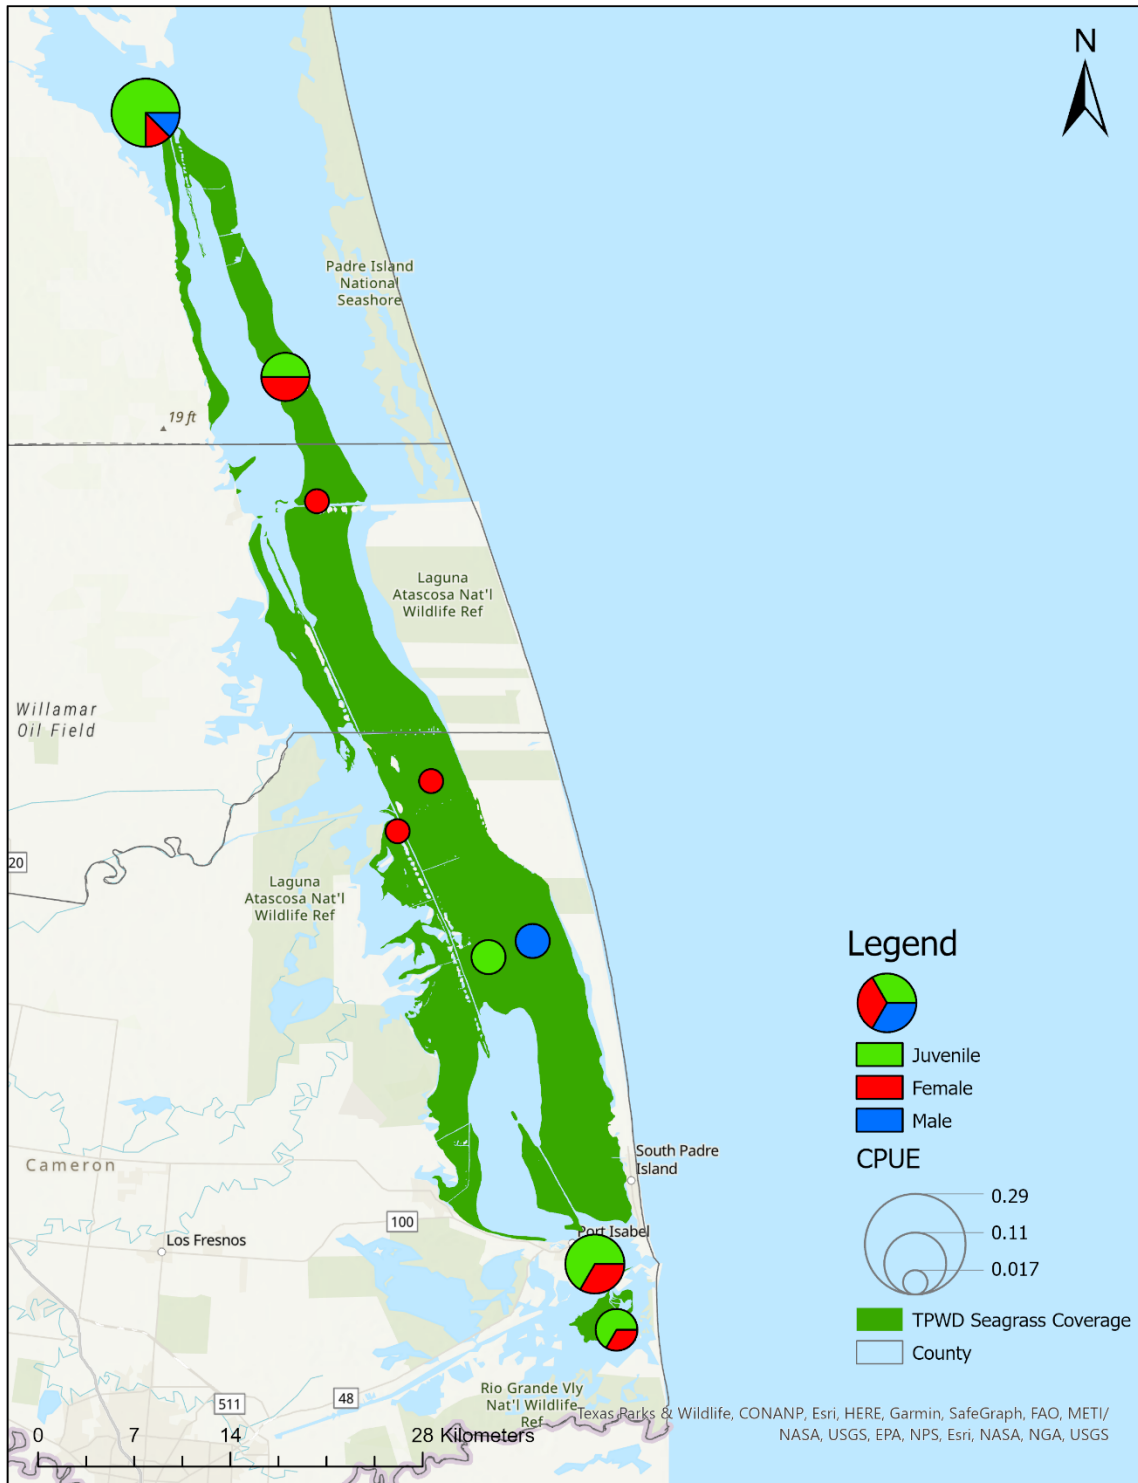 N
Padre Island
National
Seashore
19 ft
Laguna
Atascosa Nat'l
Wildlife Ref
Willamar
Oil Field
20
Laguna
Atascosa Nat'l
Wildlife Ref
Legend
Juvenile
Female
Male
CPUE
0.29
0.11
0.017
TPWD Seagrass Coverage
County
South Padre
Island
Cameron
100
Port Isabel
Los Fresnos
Rio Grande Vly
Nat'l Wildlife
Ref
511
48
Texas Parks & Wildlife, CONANP, Esri, HERE, Garmin, SafeGraph, FAO, METI/
NASA, USGS, EPA, NPS, Esri, NASA, NGA, USGS
0 7 14 28 Kilometers